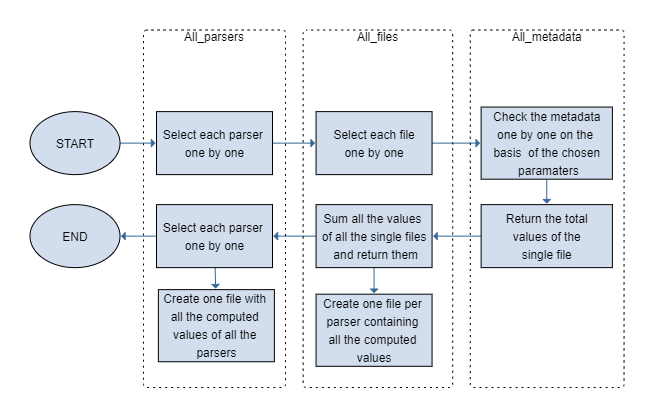 All_parsers
All_files
All_metadata
START
Select each parser
one by one
Select each file
one by one
Check the metadata
one by one on the
basis of the chosen
paramaters
END
Select each parser
one by one
Sum all the values
of all the single files
and return them
Return the total
values of the
single file
Create one file with
all the computed
values of all the
parsers
Create one file per
parser containing
all the computed
values